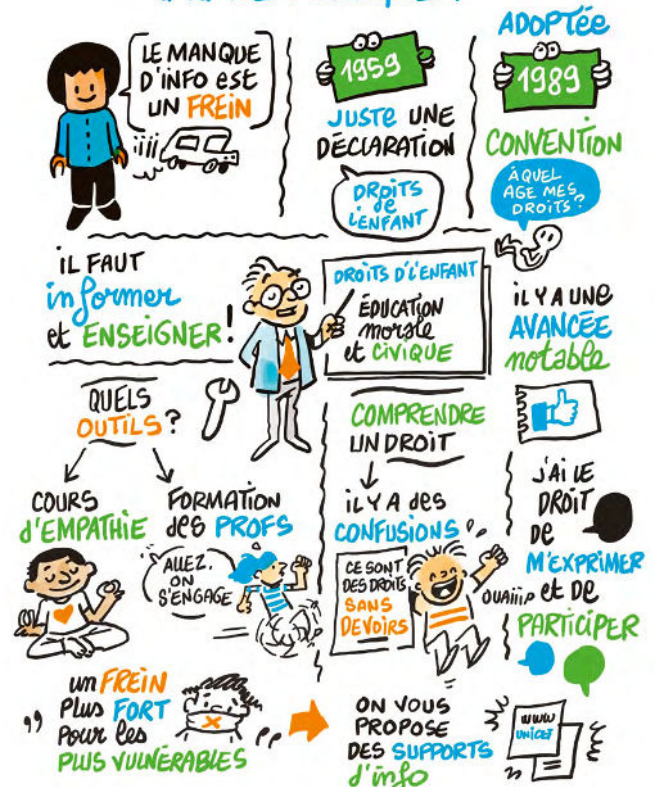 LE MANQUE
D'INFO EST
UN FREIN
1959
JUSTE UNE
DÉCLARATION
DROITS
de
L'ENFANT
ADOPTÉE
1989
CONVENTION
À QUEL
AGE MES
DROITS ?
IL FAUT
informer
et ENSEIGNER !
DROITS D'L'ENFANT
ÉDUCATION
morale
et CIVIQUE
IL Y A UNE
AVANCÉE
notable
QUELS
OUTILS ?
COURS
d'EMPATHIE
FORMATION
des PROFS
ALLEZ,
ON
S'ENGAGE
COMPRENDRE
UN DROIT
IL Y A des
CONFUSIONS
CE SONT
DES DROITS
SANS
DEVOIRS
OUAiii
J'AI LE
DROIT
DE
M'EXPRIMER
et DE
PARTICIPER
un FREIN
Plus FORT
Pour les
PLUS VULNÉRABLES
ON VOUS
PROPOSE
DES SUPPORTS
d'info
WWW
UNICEF